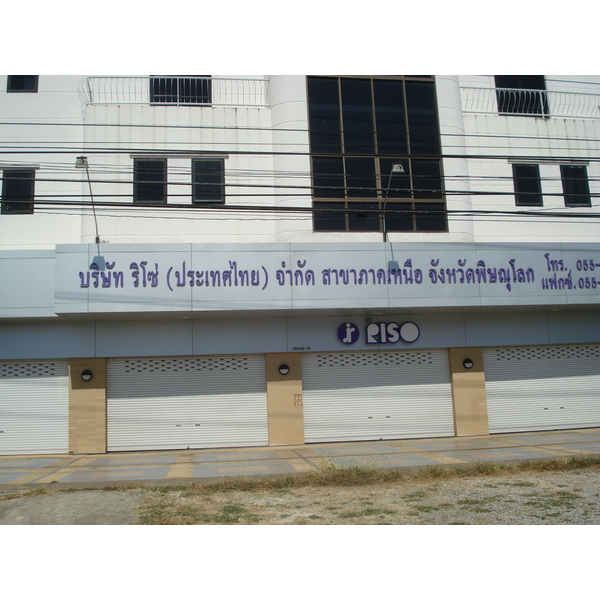 บริษัท ริโซ่ (ประเทศไทย) จำกัด สาขาภาคเหนือ จังหวัดพิษณุโลก
โทร. 055-
แฟกซ์. 055-
RISO